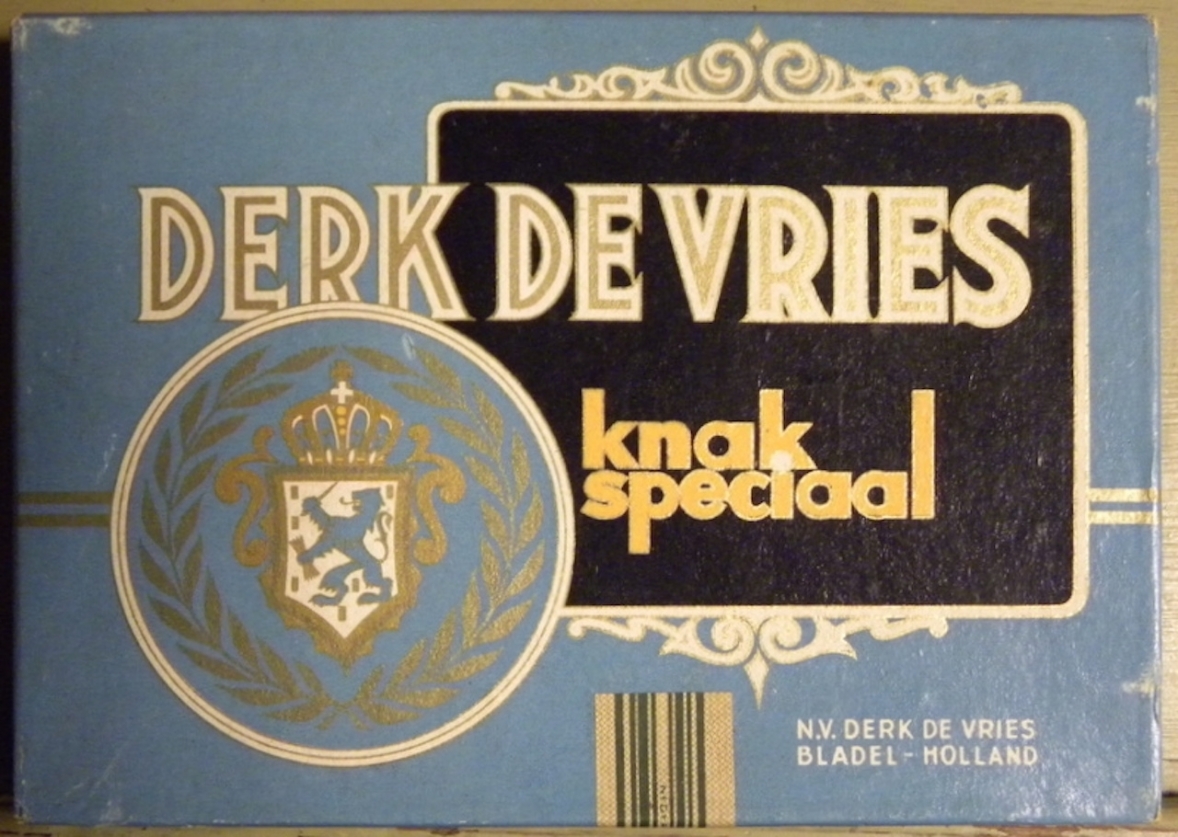 DERK DE VRIES
knak
speciaal
N.V. DERK DE VRIES
BLADEL - HOLLAND